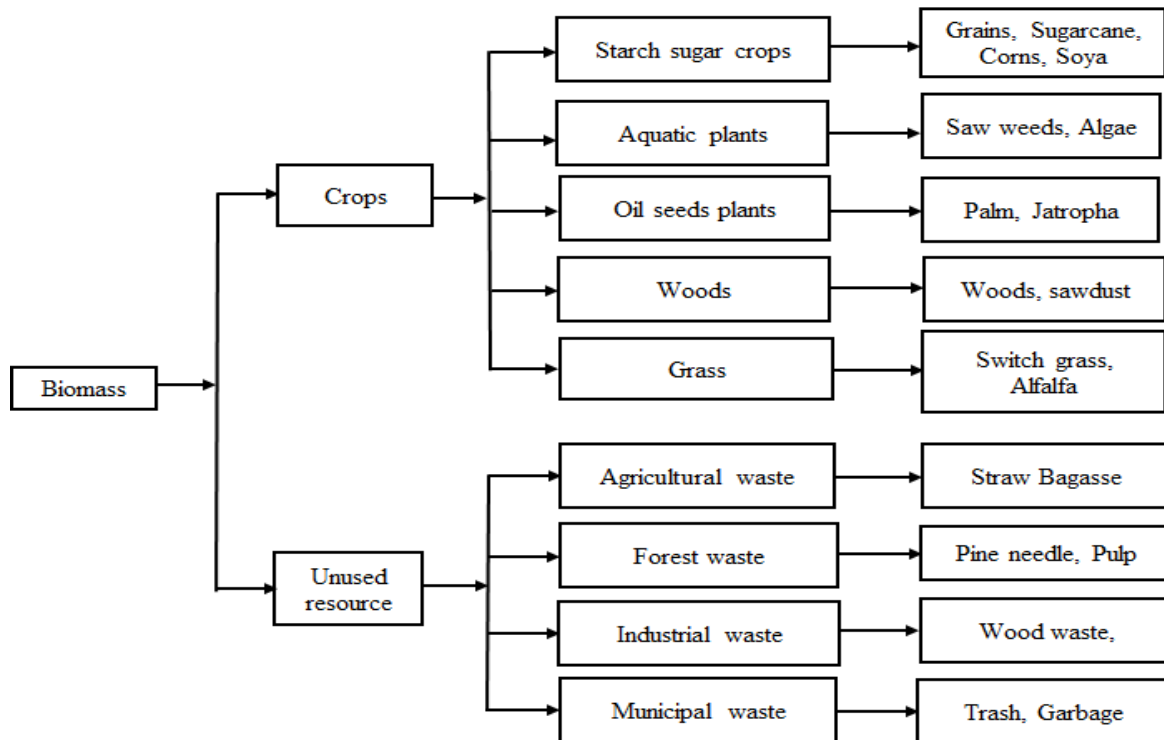 Starch sugar crops
Grains, Sugarcane,
Corns, Soya
Aquatic plants
Saw weeds, Algae
Crops
Oil seeds plants
Palm, Jatropha
Woods
Woods, sawdust
Biomass
Grass
Switch grass,
Alfalfa
Agricultural waste
Straw Bagasse
Unused
resource
Forest waste
Pine needle, Pulp
Industrial waste
Wood waste,
Municipal waste
Trash, Garbage